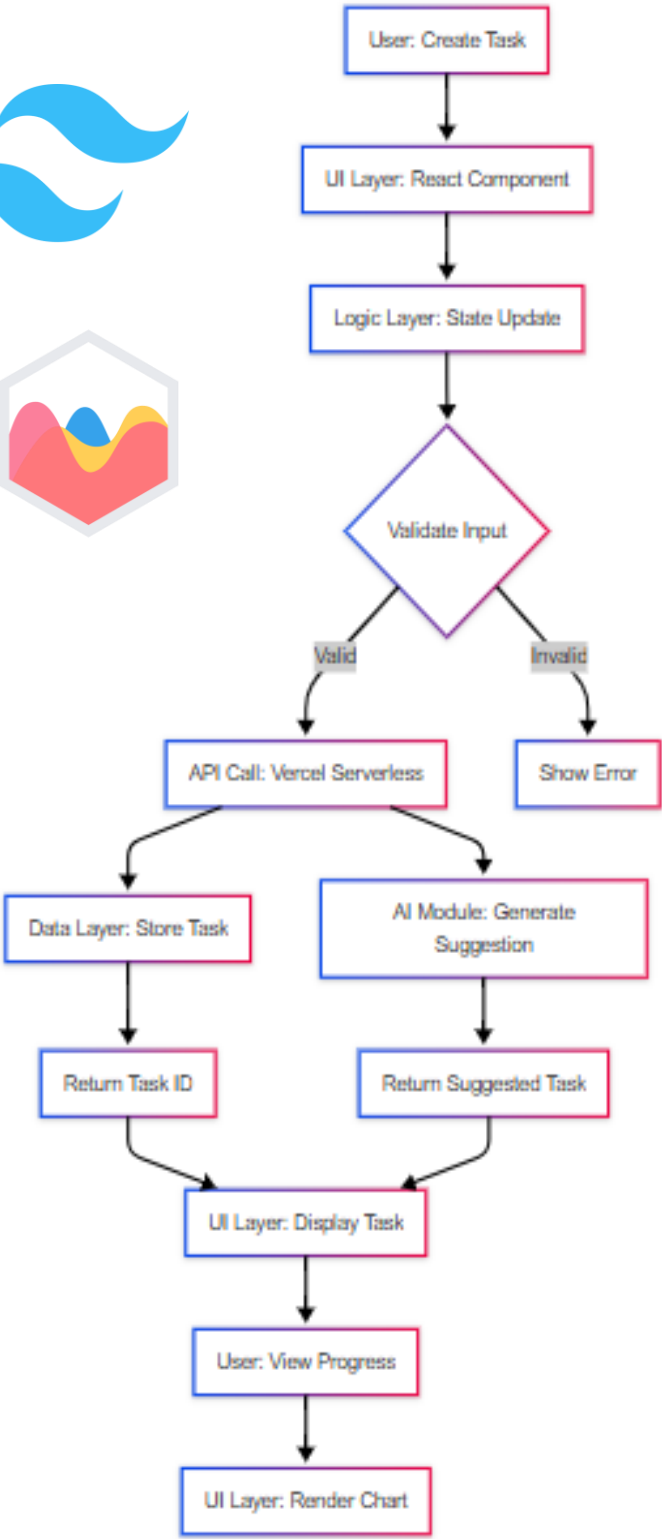 User: Create Task
UI Layer: React Component
Logic Layer: State Update
Validate Input
Valid
Invalid
API Call: Vercel Serverless
Show Error
Data Layer: Store Task
AI Module: Generate
Suggestion
Return Task ID
Return Suggested Task
UI Layer: Display Task
User: View Progress
UI Layer: Render Chart